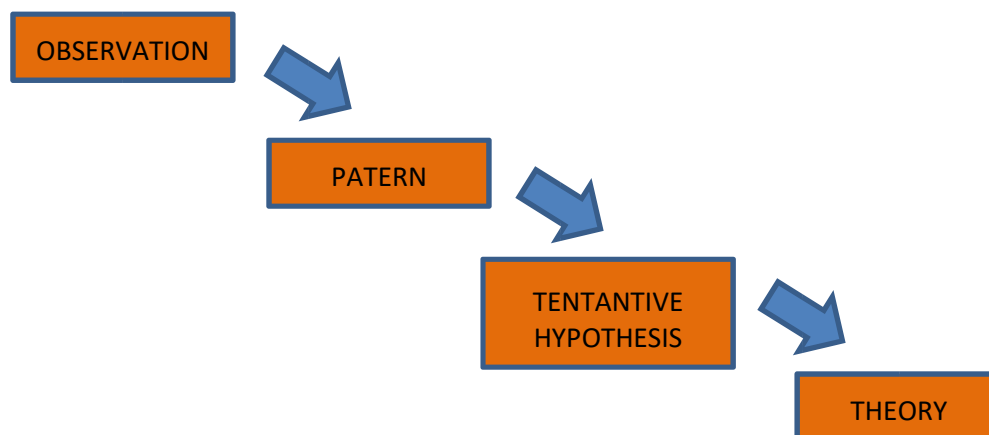 OBSERVATION
PATERN
TENTANTIVE
HYPOTHESIS
THEORY